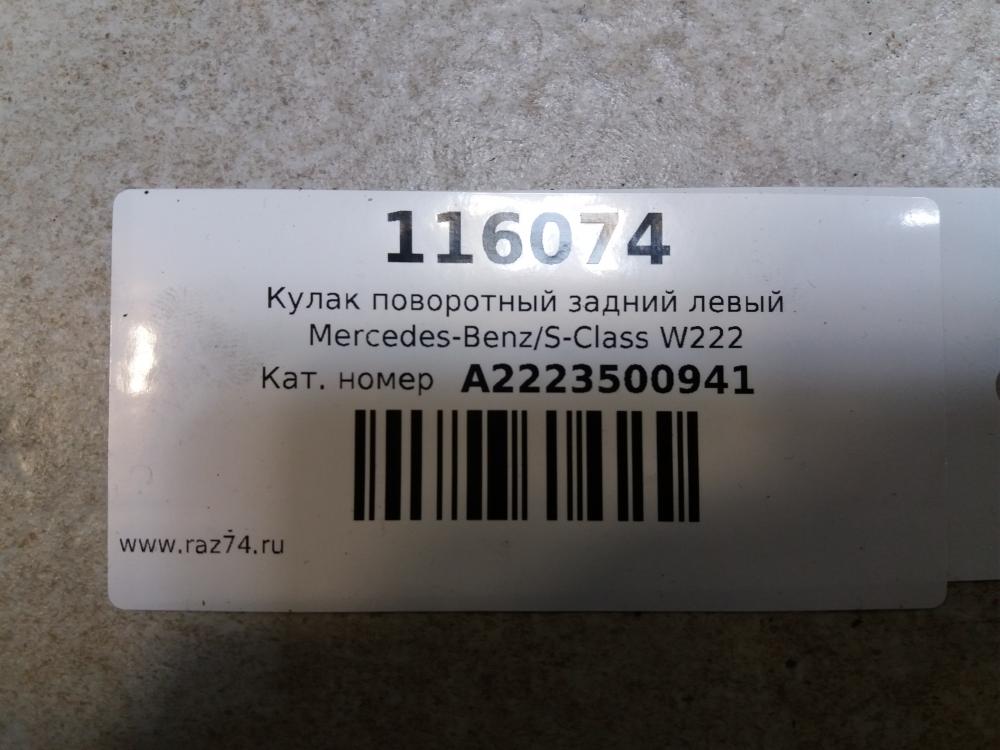 116074
Кулак поворотный задний левый
Mercedes-Benz/S-Class W222
Кат. номер A2223500941
www.raz74.ru